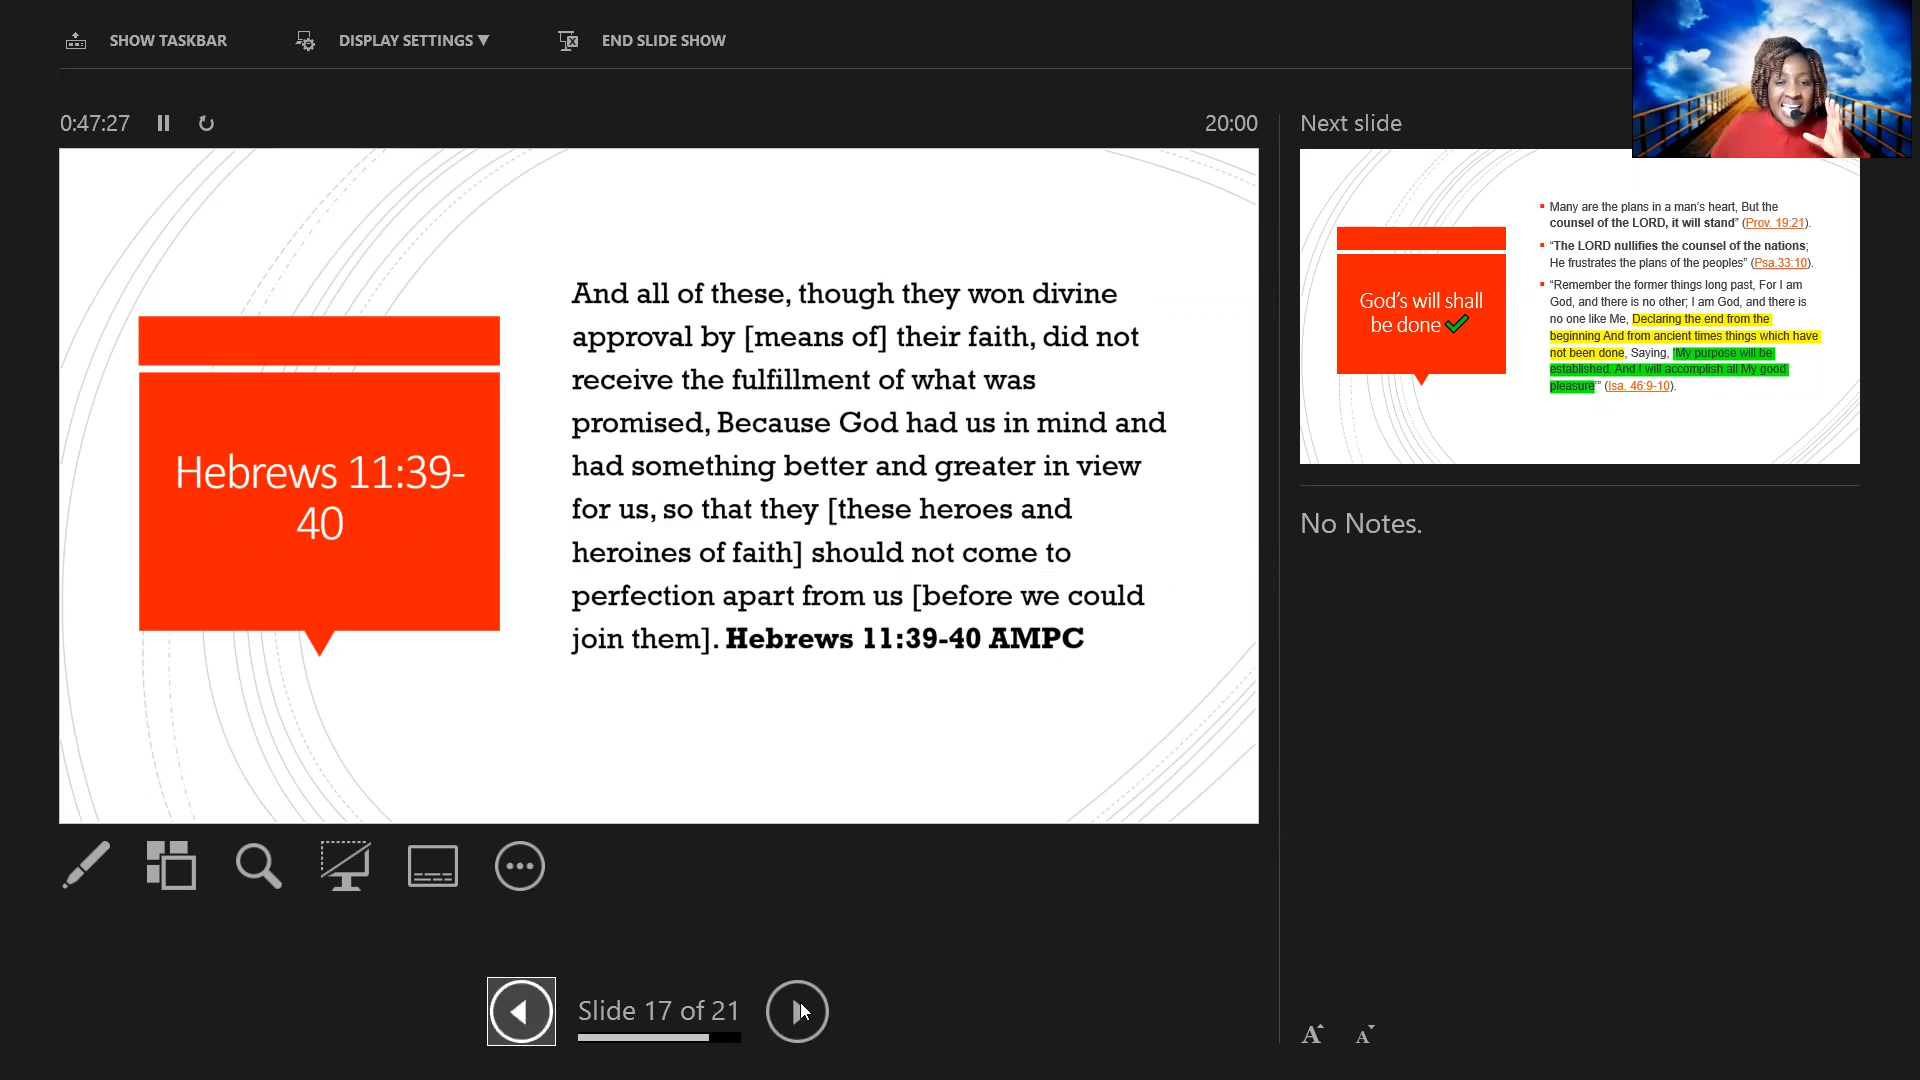 SHOW TASKBAR
DISPLAY SETTINGS ▼
END SLIDE SHOW
0:47:27
20:00
Next slide
Hebrews 11:39-
40
And all of these, though they won divine
approval by [means of] their faith, did not
receive the fulfillment of what was
promised, Because God had us in mind and
had something better and greater in view
for us, so that they [these heroes and
heroines of faith] should not come to
perfection apart from us [before we could
join them]. Hebrews 11:39-40 AMPC
God's will shall
be done
Many are the plans in a man's heart, But the
counsel of the LORD, it will stand" (Prov. 19:21).
"The LORD nullifies the counsel of the nations;
He frustrates the plans of the peoples" (Psa.33:10).
"Remember the former things long past, For I am
God, and there is no other; I am God, and there is
no one like Me, Declaring the end from the
beginning And from ancient times things which have
not been done, Saying, 'My purpose will be
established. And I will accomplish all My good
pleasure'" (Isa. 46:9-10).
No Notes.
Slide 17 of 21
A A